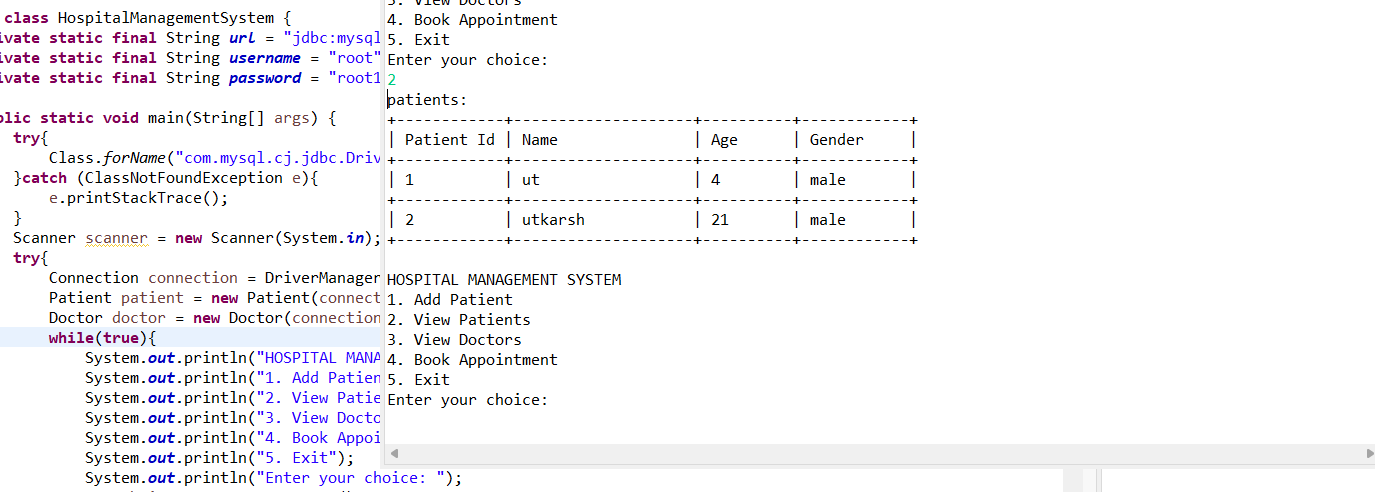 class HospitalManagementSystem {
ivate static final String url = "jdbc:mysql
ivate static final String username = "root"
ivate static final String password = "root1
blic static void main(String[] args) {
try{
Class.forName("com.mysql.cj.jdbc.Driv
}catch (ClassNotFoundException e){
e.printStackTrace();
}
Scanner scanner = new Scanner(System.in);
try{
Connection connection = DriverManager
Patient patient = new Patient(connect
Doctor doctor = new Doctor(connection
while(true){
System.out.println("HOSPITAL MANA
System.out.println("1. Add Patien
System.out.println("2. View Patie
System.out.println("3. View Docto
System.out.println("4. Book Appoi
System.out.println("5. Exit");
System.out.println("Enter your choice: ");
3. View Doctors
4. Book Appointment
5. Exit
Enter your choice:
2
patients:
+------------+--------------------+----------+------------+
| Patient Id | Name               | Age      | Gender     |
+------------+--------------------+----------+------------+
| 1          | ut                 | 4        | male       |
+------------+--------------------+----------+------------+
| 2          | utkarsh            | 21       | male       |
+------------+--------------------+----------+------------+
HOSPITAL MANAGEMENT SYSTEM
1. Add Patient
2. View Patients
3. View Doctors
4. Book Appointment
5. Exit
Enter your choice: